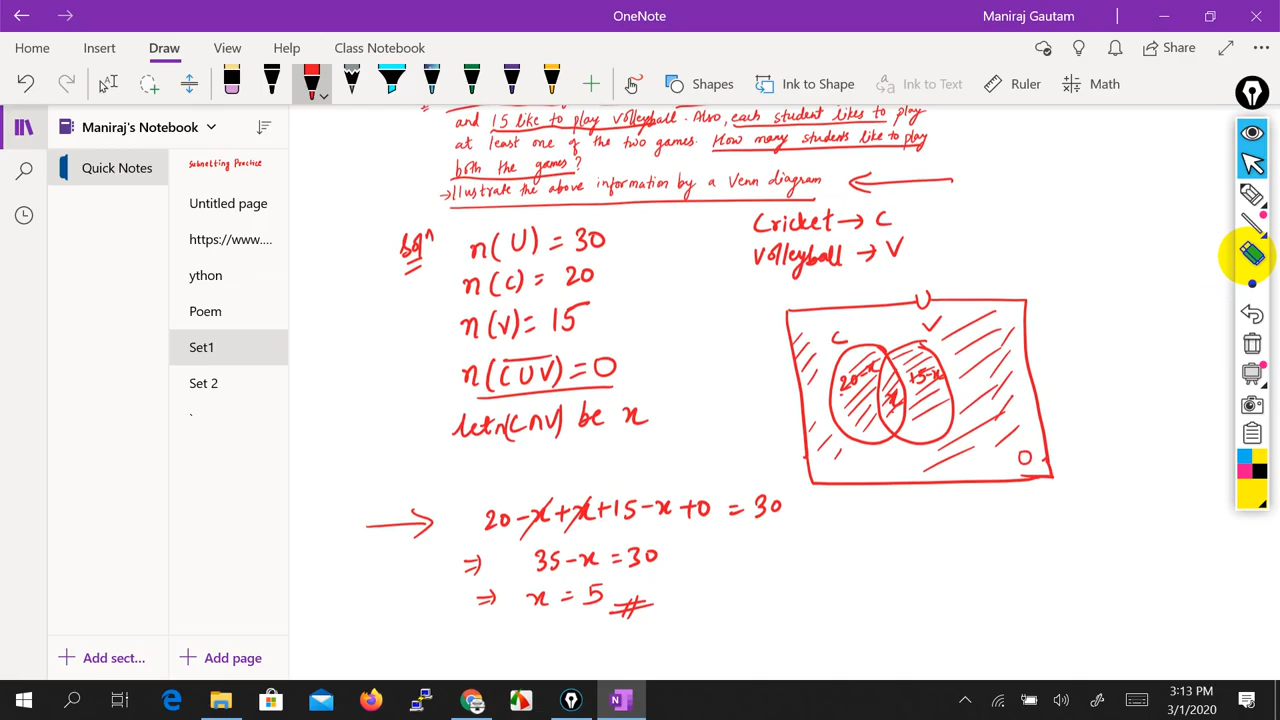 OneNote
Maniraj Gautam
Home Insert Draw View Help Class Notebook
Share
Shapes Ink to Shape Ink to Text Ruler Math
Maniraj's Notebook
Quick Notes
Subnetting Practice
Untitled page
https://www....
ython
Poem
Set1
Set 2
Add sect... Add page
and 15 like to play volleyball. Also, each student likes to play
at least one of the two games. How many students like to play
both the games?
→ Illustrate the above information by a Venn diagram
Solⁿ
n(U) = 30
n(C) = 20
n(V) = 15
n(C̅ ̅U̅ ̅V̅) = 0
let n(C∩V) be x
Cricket → C
Volleyball → V
U
C V
20-x x 15-x
0
20 - x + x + 15 - x + 0 = 30
⇒ 35 - x = 30
⇒ x = 5
3:13 PM
3/1/2020